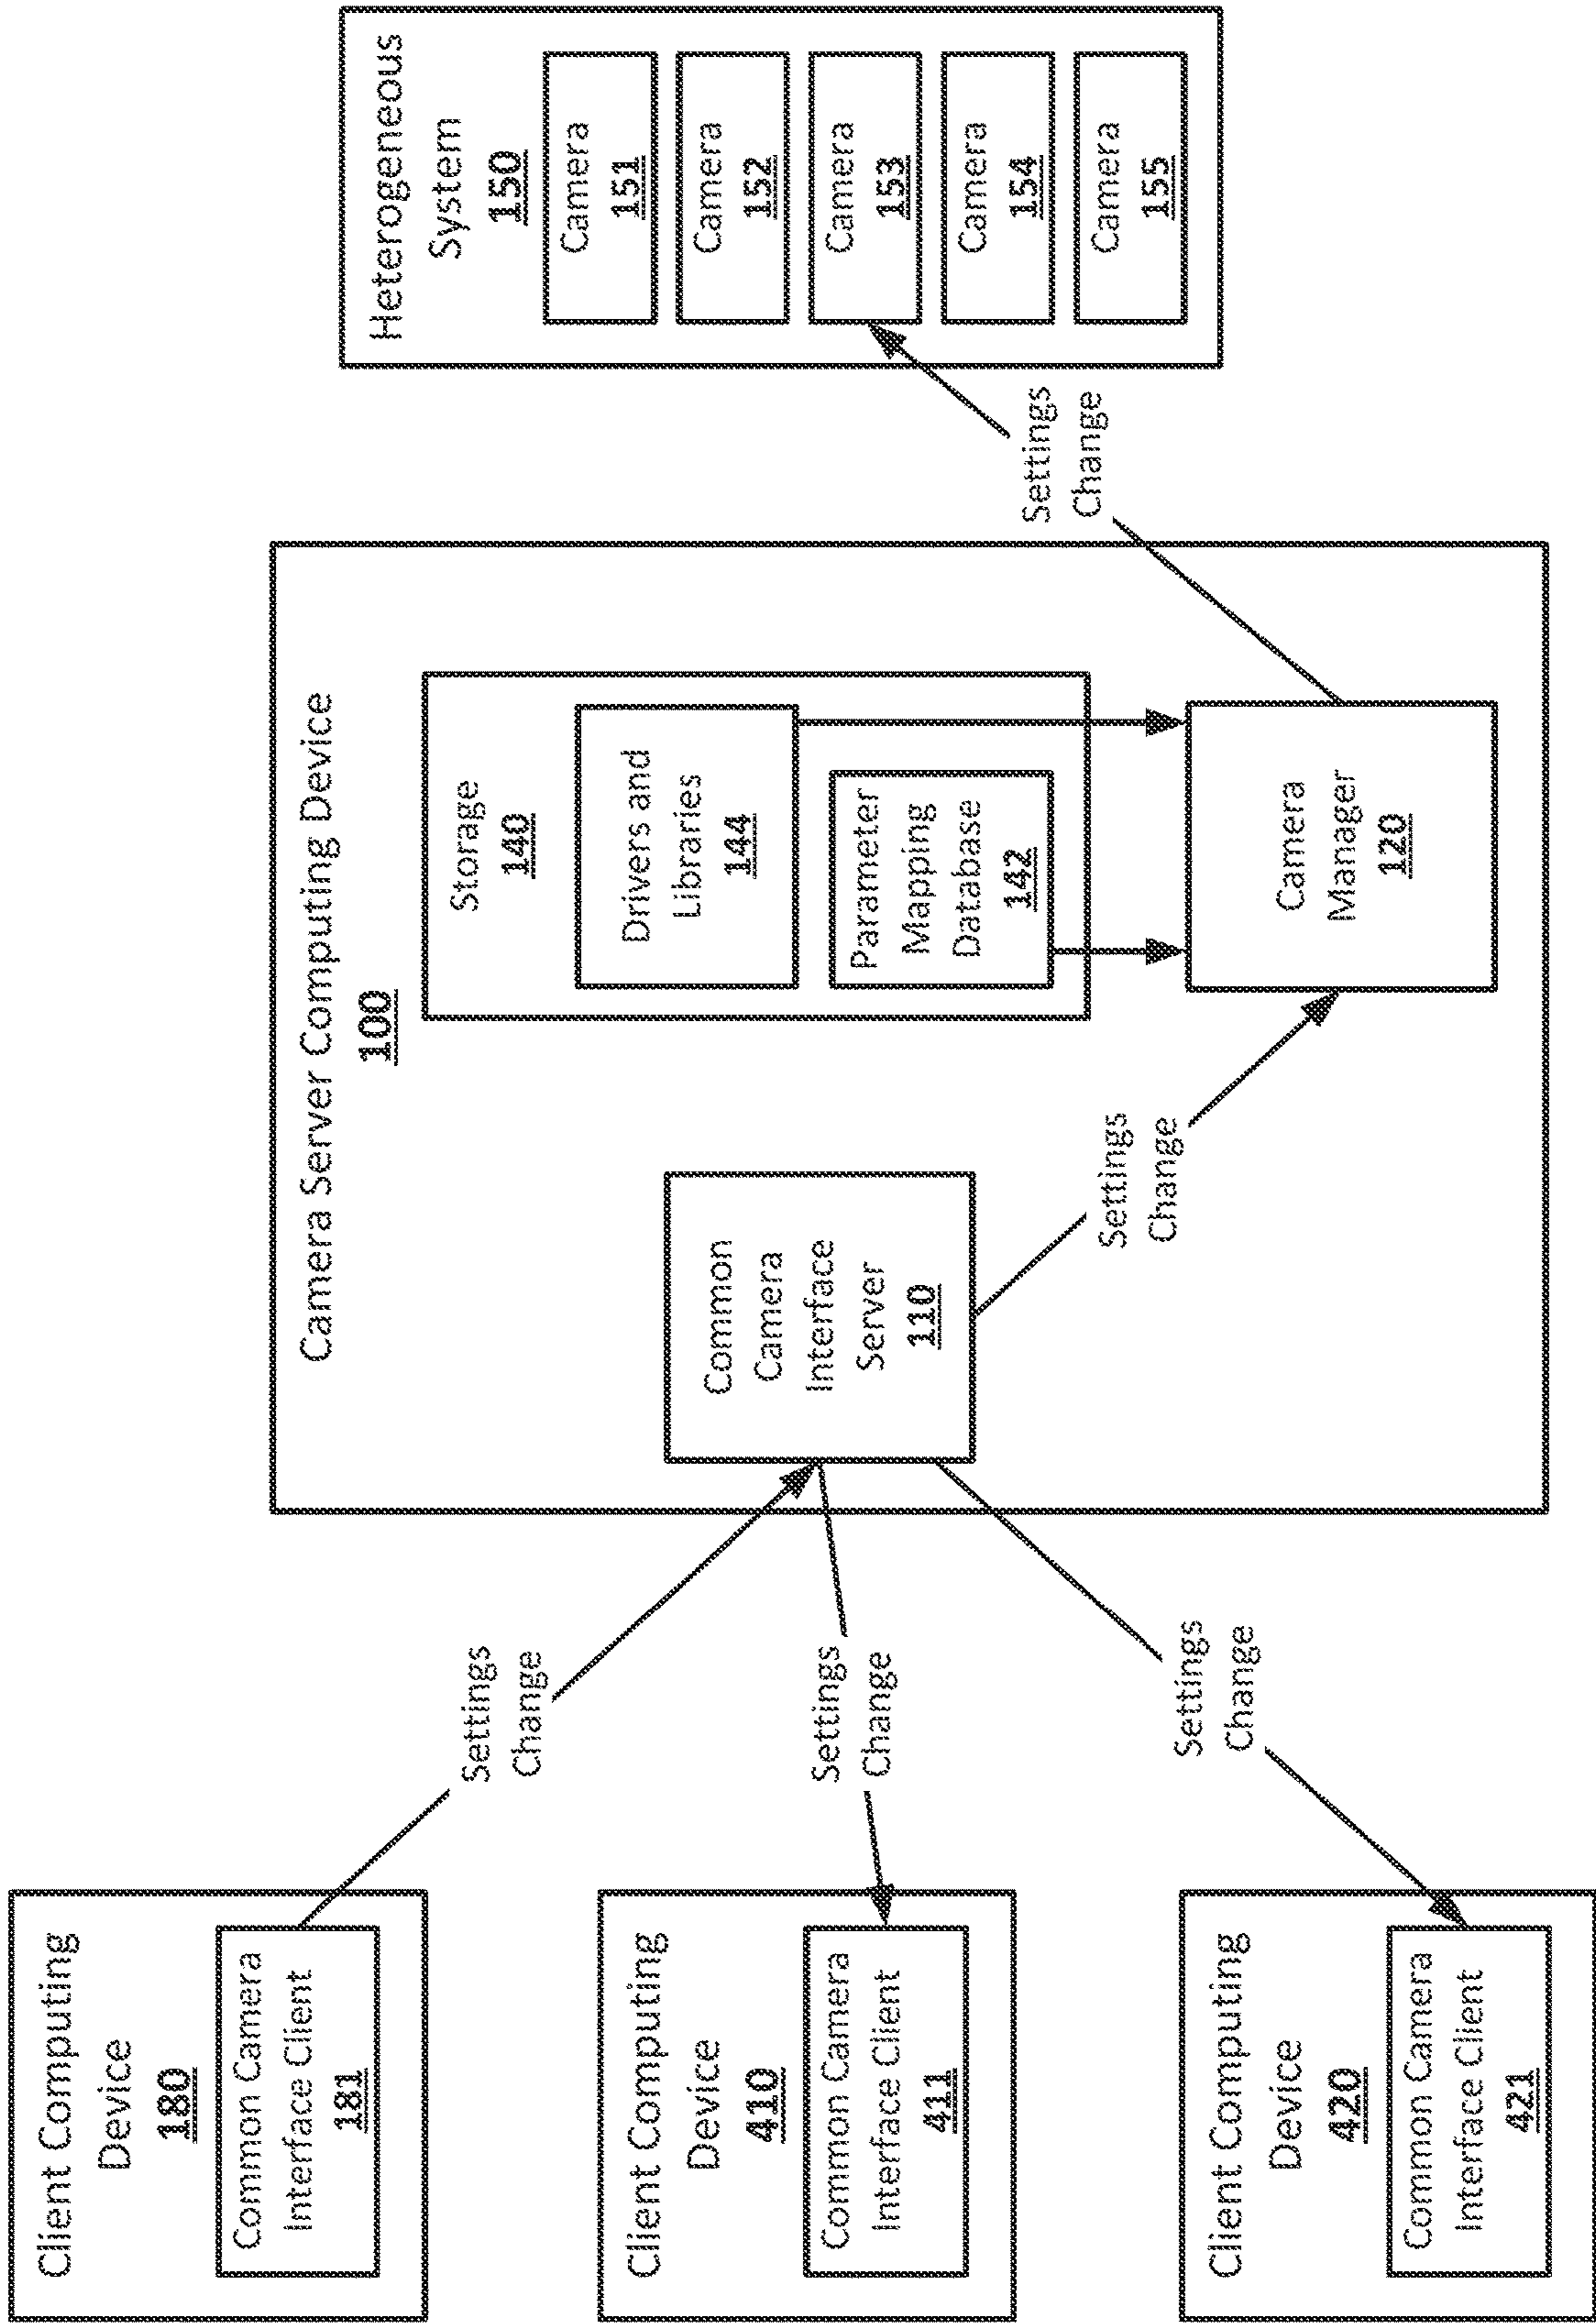 Client Computing
Device
180
Common Camera
Interface Client
181
Client Computing
Device
410
Common Camera
Interface Client
411
Client Computing
Device
420
Common Camera
Interface Client
421
Settings
Change
Settings
Change
Settings
Change
Camera Server Computing Device
100
Common
Camera
Interface
Server
110
Settings
Change
Storage
140
Drivers and
Libraries
144
Parameter
Mapping
Database
142
Camera
Manager
120
Settings
Change
Heterogeneous
System
150
Camera
151
Camera
152
Camera
153
Camera
154
Camera
155